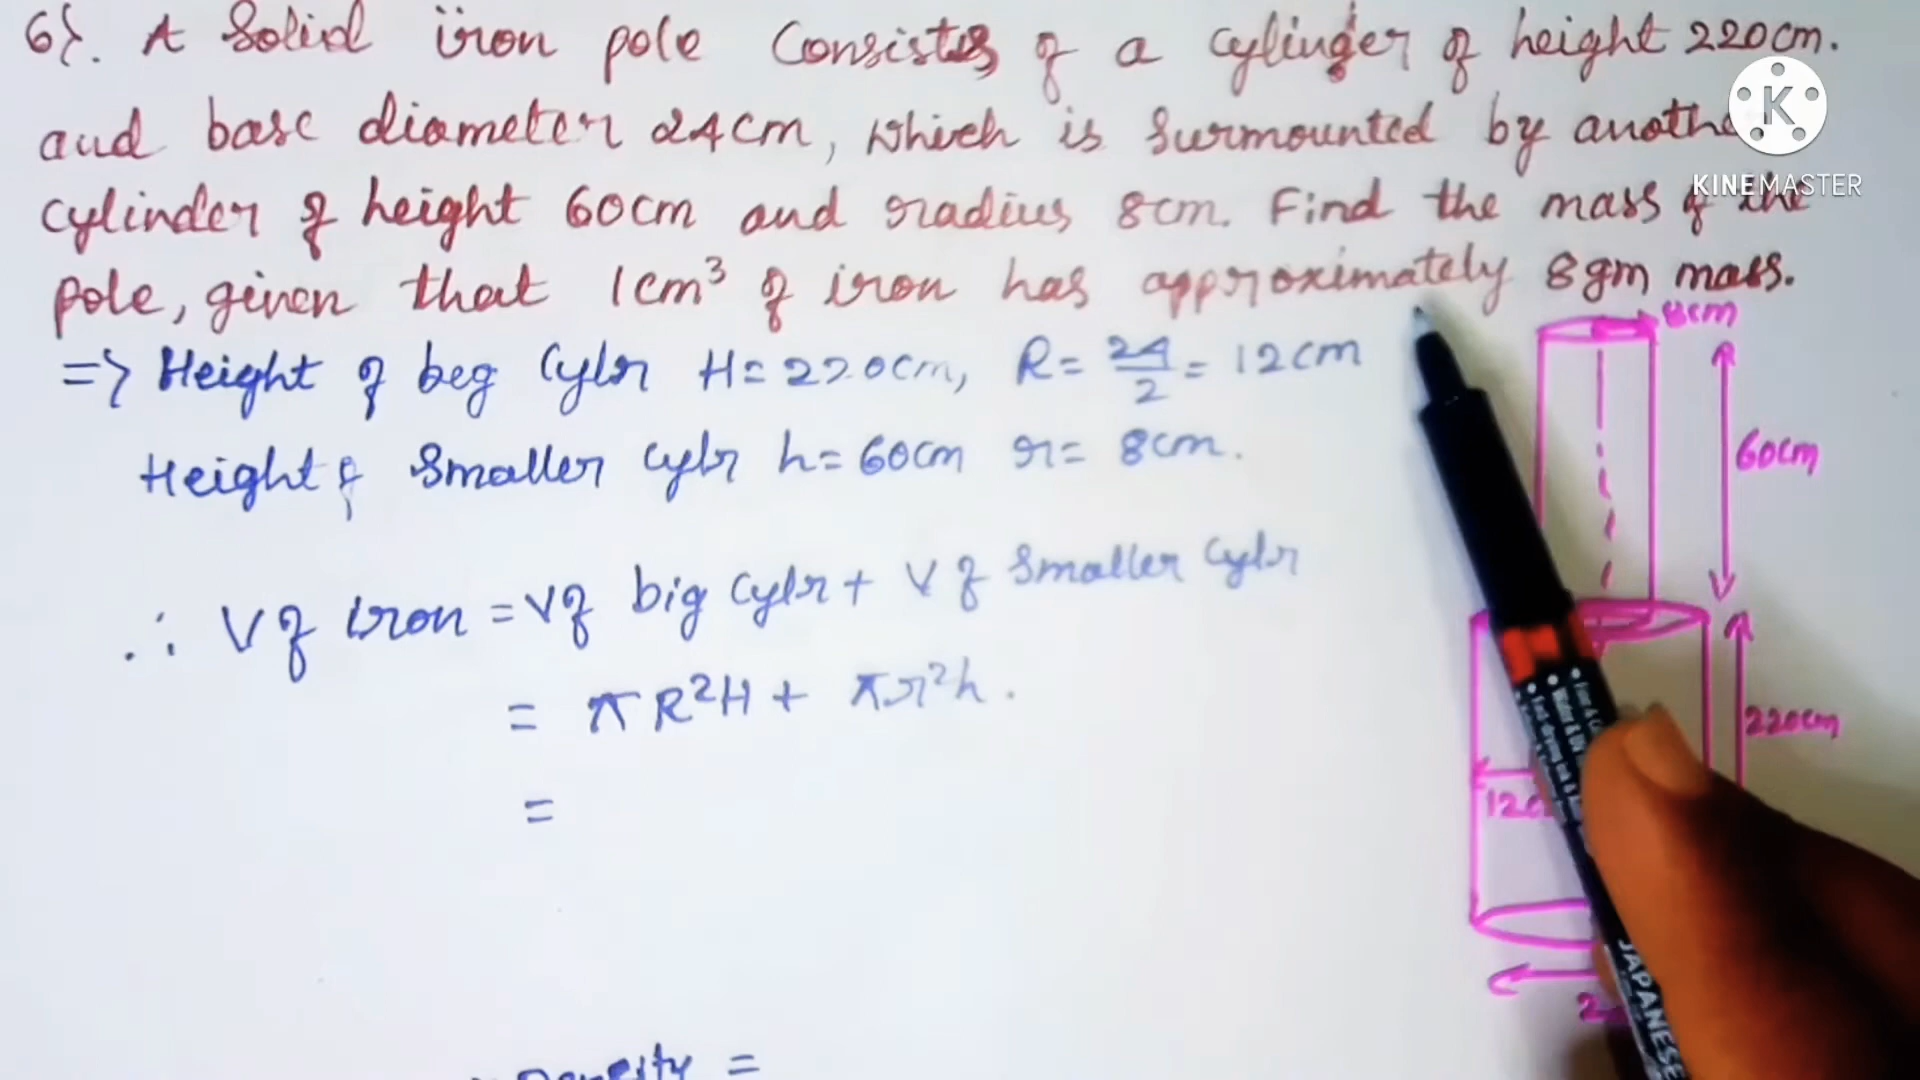 6}. A Solid iron pole Consists of a cylinder of height 220cm.
and base diameter 24cm, which is surmounted by another
cylinder of height 60cm and radius 8cm. Find the mass of the
pole, given that 1cm³ of iron has approximately 8gm mass.
=> Height of beg Cylr H=220cm, R= 24/2 = 12cm
Height of Smaller cylr h=60cm r= 8cm.
∴ V of iron = V of big Cylr + V of Smaller Cylr
= πR²H + πr²h.
=
Density =
8cm
60cm
220cm
KINEMASTER
K
JAPANESE